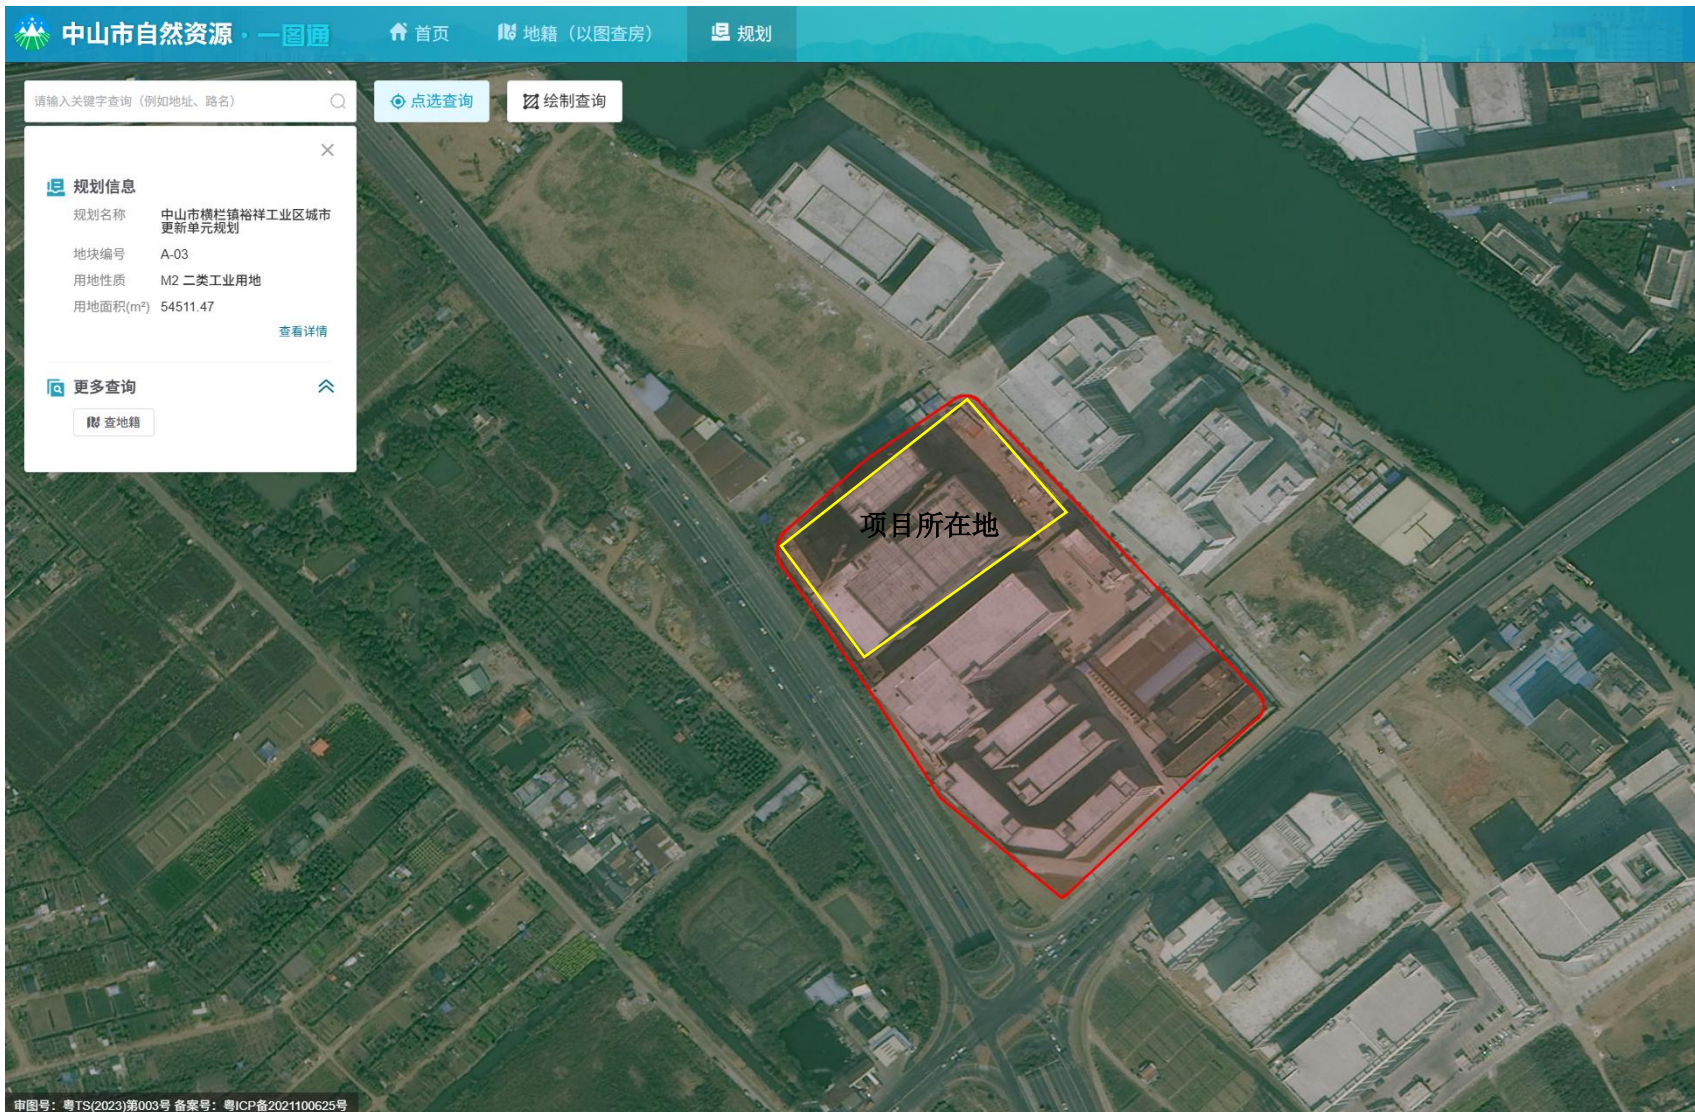 中山市自然资源·一图通
首页
地籍（以图查房）
规划
请输入关键字查询（例如地址、路名）
点选查询
绘制查询
规划信息
规划名称 中山市横栏镇裕祥工业区城市
更新单元规划
地块编号 A-03
用地性质 M2 二类工业用地
用地面积(m²) 54511.47
查看详情
更多查询
查地籍
项目所在地
审图号：粤TS(2023)第003号 备案号：粤ICP备2021100625号